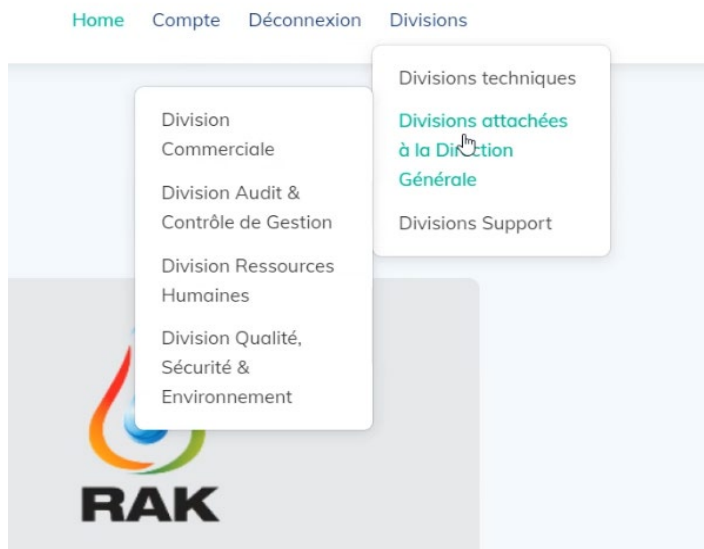 Home Compte Déconnexion Divisions
Divisions techniques
Divisions attachées
à la Direction
Générale
Divisions Support
Division
Commerciale
Division Audit &
Contrôle de Gestion
Division Ressources
Humaines
Division Qualité,
Sécurité &
Environnement
RAK